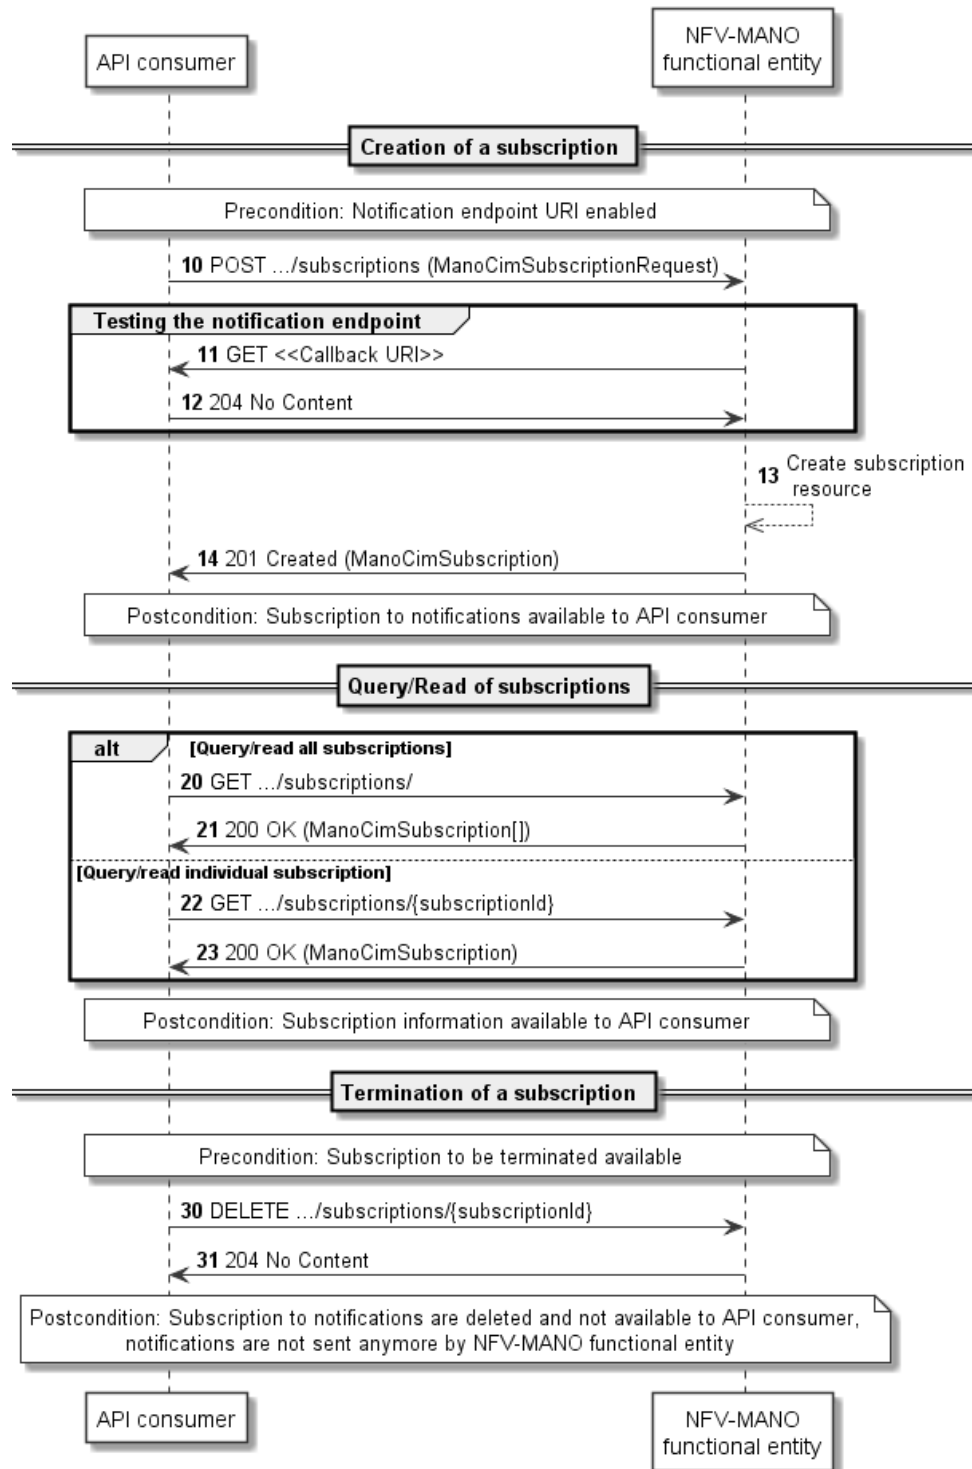 API consumer
NFV-MANO
functional entity
Creation of a subscription
Precondition: Notification endpoint URI enabled
10 POST .../subscriptions (ManoCimSubscriptionRequest)
Testing the notification endpoint
11 GET <<Callback URI>>
12 204 No Content
13 Create subscription
resource
14 201 Created (ManoCimSubscription)
Postcondition: Subscription to notifications available to API consumer
Query/Read of subscriptions
alt [Query/read all subscriptions]
20 GET .../subscriptions/
21 200 OK (ManoCimSubscription[])
[Query/read individual subscription]
22 GET .../subscriptions/{subscriptionId}
23 200 OK (ManoCimSubscription)
Postcondition: Subscription information available to API consumer
Termination of a subscription
Precondition: Subscription to be terminated available
30 DELETE .../subscriptions/{subscriptionId}
31 204 No Content
Postcondition: Subscription to notifications are deleted and not available to API consumer,
notifications are not sent anymore by NFV-MANO functional entity
API consumer
NFV-MANO
functional entity